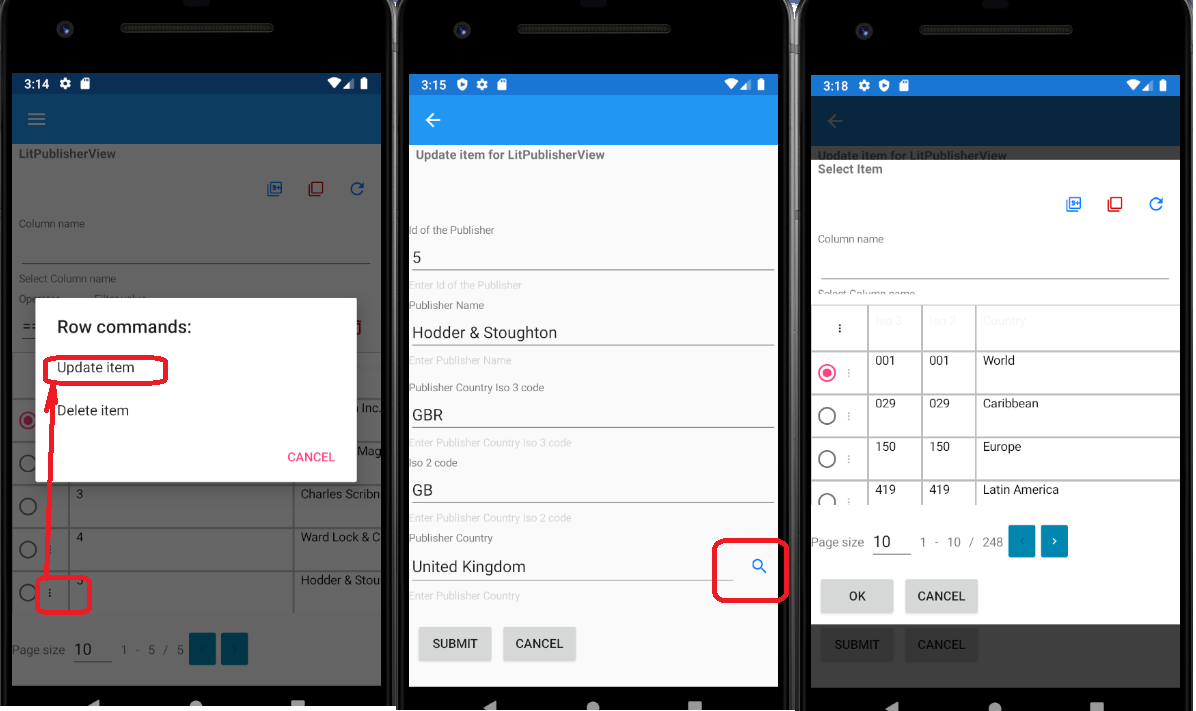 3:14
LitPublisherView
9+
Column name
Select Column name
Filter value
==
Row commands:
Update item
Delete item
CANCEL
Inc.
Mag
3
Charles Scribn
4
Ward Lock & C
5
Hodder & Stou
Page size 10 1 - 5 / 5
3:15
Update item for LitPublisherView
Id of the Publisher
5
Enter Id of the Publisher
Publisher Name
Hodder & Stoughton
Enter Publisher Name
Publisher Country Iso 3 code
GBR
Enter Publisher Country Iso 3 code
Iso 2 code
GB
Enter Publisher Country Iso 2 code
Publisher Country
United Kingdom
Enter Publisher Country
SUBMIT CANCEL
3:18
Update item for LitPublisherView
Select Item
9+
Column name
Select Column name
Iso 3 Iso 2 Country
001 001 World
029 029 Caribbean
150 150 Europe
419 419 Latin America
Page size 10 1 - 10 / 248 < >
OK CANCEL
SUBMIT CANCEL